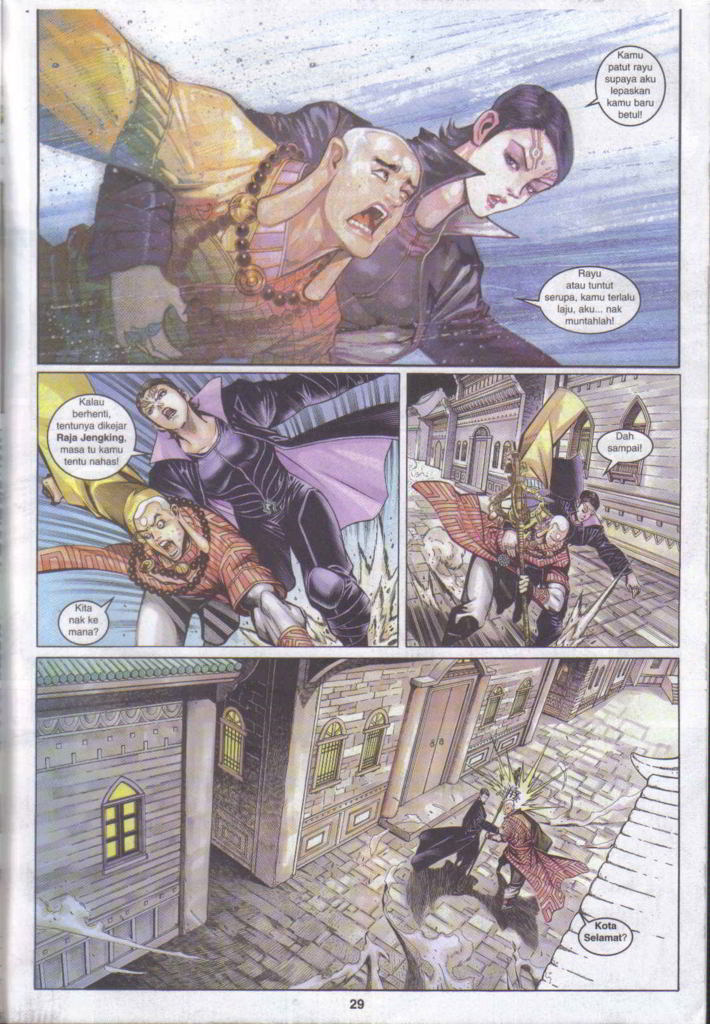 Kamu
patut rayu
supaya aku
lepaskan
kamu baru
betul!
Rayu
atau tuntut
serupa, kamu terlalu
laju, aku... nak
muntahlah!
Kalau
berhenti,
tentunya dikejar
Raja Jengking,
masa tu kamu
tentu nahas!
Kita
nak ke
mana?
Dah
sampai!
Kota
Selamat?
29